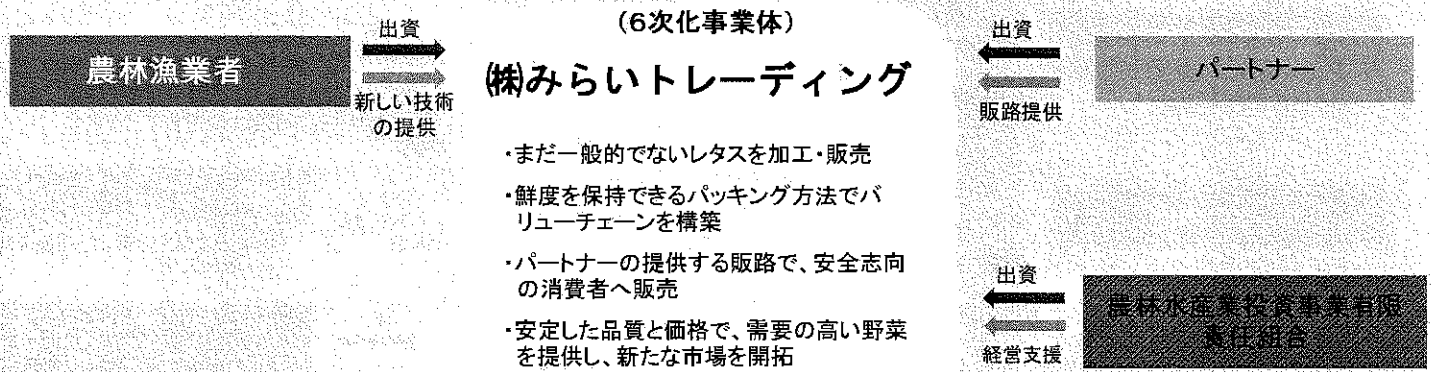 (6次化事業体)
㈱みらいトレーディング
農林漁業者
出資
新しい技術
の提供
・まだ一般的でないレタスを加工・販売
・鮮度を保持できるパッキング方法でバ
リューチェーンを構築
・パートナーの提供する販路で、安全志向
の消費者へ販売
・安定した品質と価格で、需要の高い野菜
を提供し、新たな市場を開拓
出資
販路提供
パートナー
出資
経営支援
農林水産業投資事業有限
責任組合